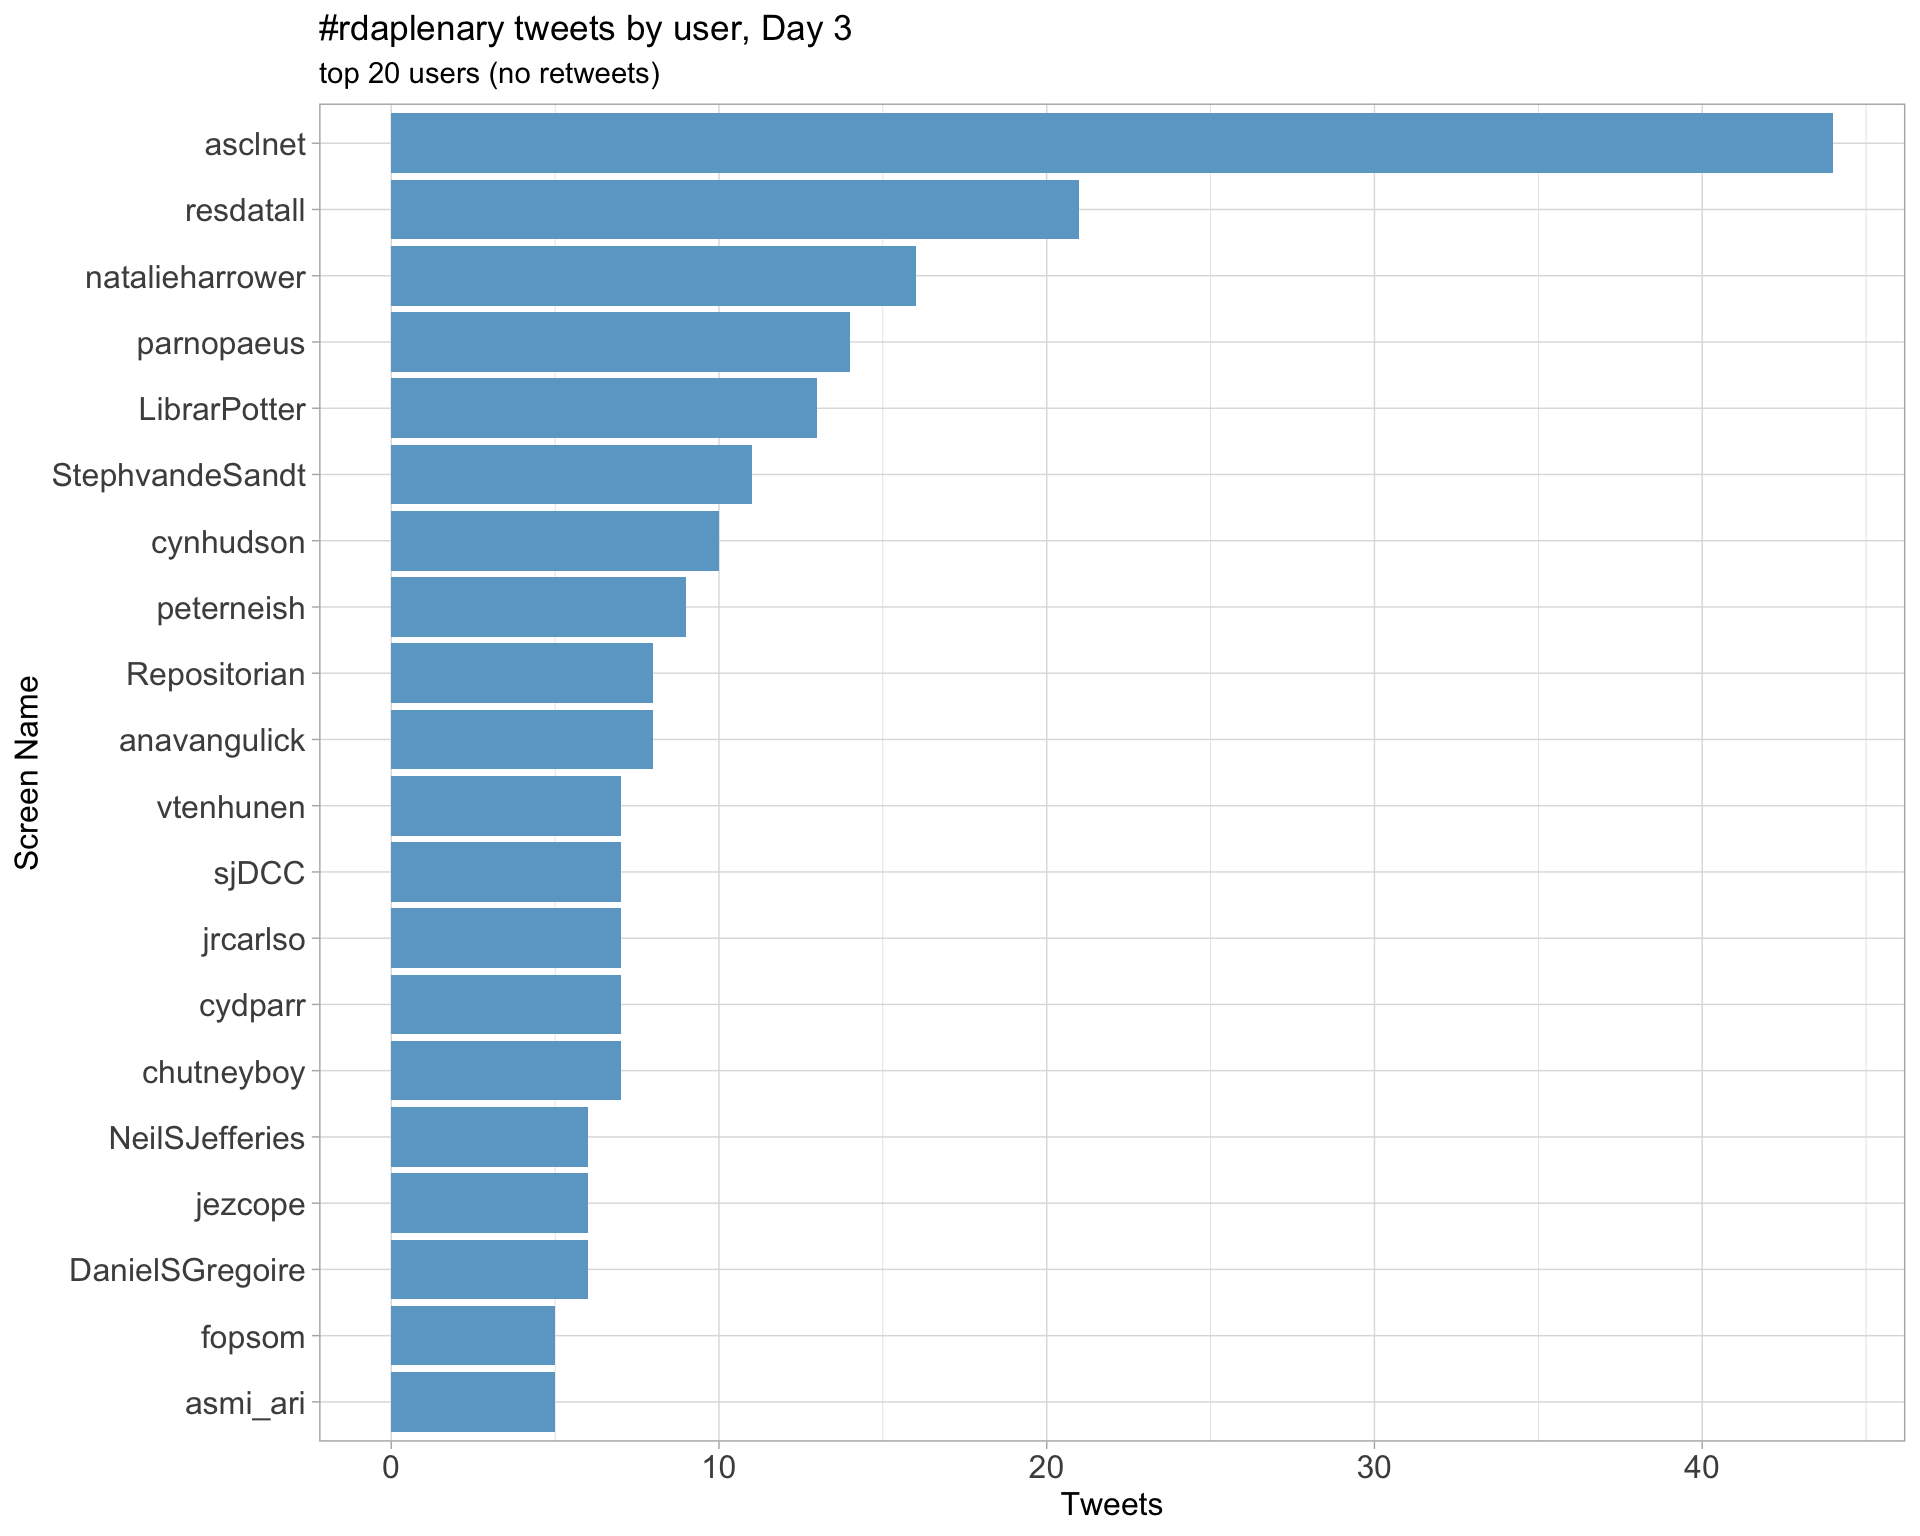 #rdaplenary tweets by user, Day 3
top 20 users (no retweets)
asclnet
resdatall
natalieharrower
parnopaeus
LibrarPotter
StephvandeSandt
cynhudson
peterneish
Repositorian
anavangulick
vtenhunen
sjDCC
jrcarlso
cydparr
chutneyboy
NeilSJefferies
jezcope
DanielSGregoire
fopsom
asmi_ari
Screen Name
0 10 20 30 40
Tweets